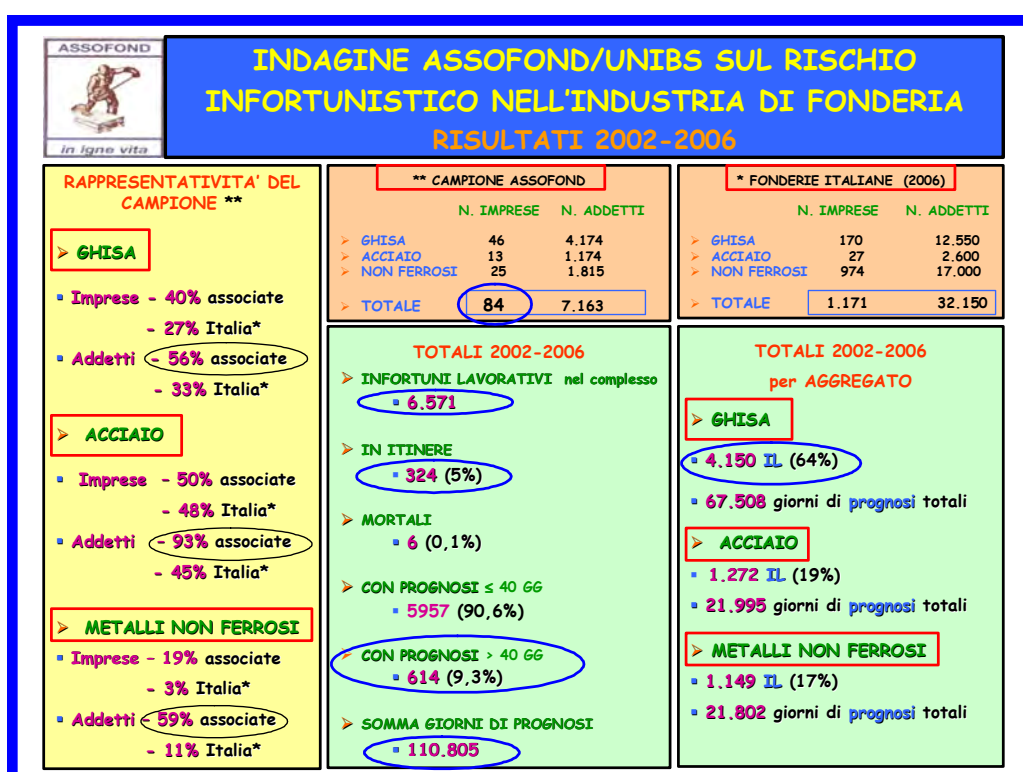 ASSOFOND
in igne vita
INDAGINE ASSOFOND/UNIBS SUL RISCHIO
INFORTUNISTICO NELL'INDUSTRIA DI FONDERIA
RISULTATI 2002-2006
RAPPRESENTATIVITA' DEL
CAMPIONE **
➢ GHISA
▪ Imprese - 40% associate
- 27% Italia*
▪ Addetti - 56% associate
- 33% Italia*
➢ ACCIAIO
▪ Imprese - 50% associate
- 48% Italia*
▪ Addetti - 93% associate
- 45% Italia*
➢ METALLI NON FERROSI
▪ Imprese – 19% associate
- 3% Italia*
▪ Addetti - 59% associate
- 11% Italia*
** CAMPIONE ASSOFOND
N. IMPRESE N. ADDETTI
➢ GHISA 46 4.174
➢ ACCIAIO 13 1.174
➢ NON FERROSI 25 1.815
➢ TOTALE 84 7.163
* FONDERIE ITALIANE (2006)
N. IMPRESE N. ADDETTI
➢ GHISA 170 12.550
➢ ACCIAIO 27 2.600
➢ NON FERROSI 974 17.000
➢ TOTALE 1.171 32.150
TOTALI 2002-2006
➢ INFORTUNI LAVORATIVI nel complesso
▪ 6.571
➢ IN ITINERE
▪ 324 (5%)
➢ MORTALI
▪ 6 (0,1%)
➢ CON PROGNOSI ≤ 40 GG
▪ 5957 (90,6%)
➢ CON PROGNOSI > 40 GG
▪ 614 (9,3%)
➢ SOMMA GIORNI DI PROGNOSI
▪ 110.805
TOTALI 2002-2006
per AGGREGATO
➢ GHISA
▪ 4.150 IL (64%)
▪ 67.508 giorni di prognosi totali
➢ ACCIAIO
▪ 1.272 IL (19%)
▪ 21.995 giorni di prognosi totali
➢ METALLI NON FERROSI
▪ 1.149 IL (17%)
▪ 21.802 giorni di prognosi totali